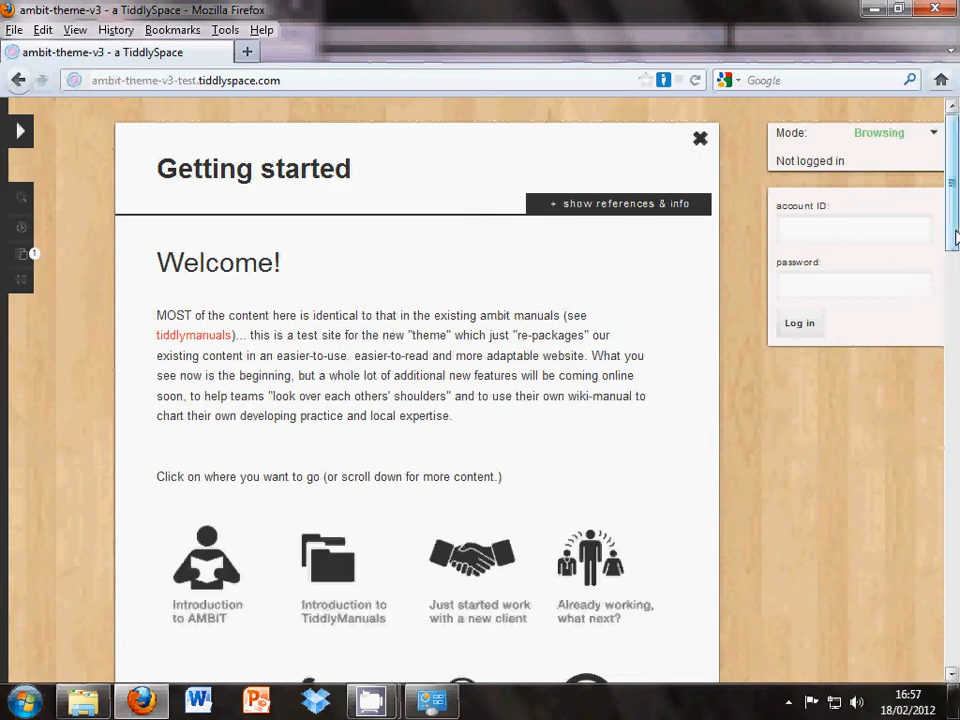 ambit-theme-v3 - a TiddlySpace - Mozilla Firefox
File Edit View History Bookmarks Tools Help
ambit-theme-v3 - a TiddlySpace
ambit-theme-v3-test.tiddlyspace.com
Google
Getting started
+ show references & info
Mode: Browsing
Not logged in
account ID:
password:
Log in
1
Welcome!
MOST of the content here is identical to that in the existing ambit manuals (see
tiddlymanuals)... this is a test site for the new "theme" which just "re-packages" our
existing content in an easier-to-use, easier-to-read and more adaptable website. What you
see now is the beginning, but a whole lot of additional new features will be coming online
soon, to help teams "look over each others' shoulders" and to use their own wiki-manual to
chart their own developing practice and local expertise.
Click on where you want to go (or scroll down for more content.)
Introduction
to AMBiT
Introduction to
TiddlyManuals
Just started work
with a new client
Already working,
what next?
16:57
18/02/2012